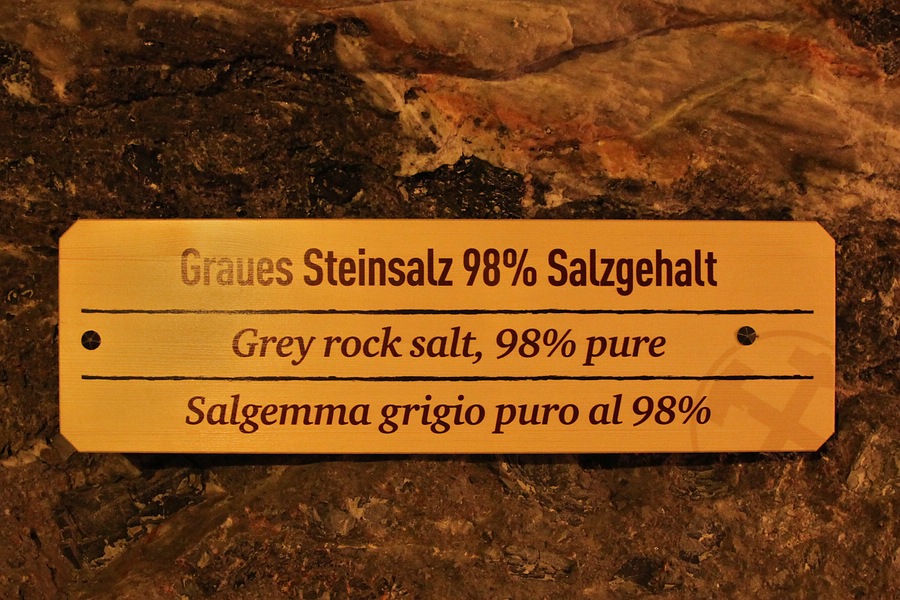 Graues Steinsalz 98% Salzgehalt
Grey rock salt, 98% pure
Salgemma grigio puro al 98%